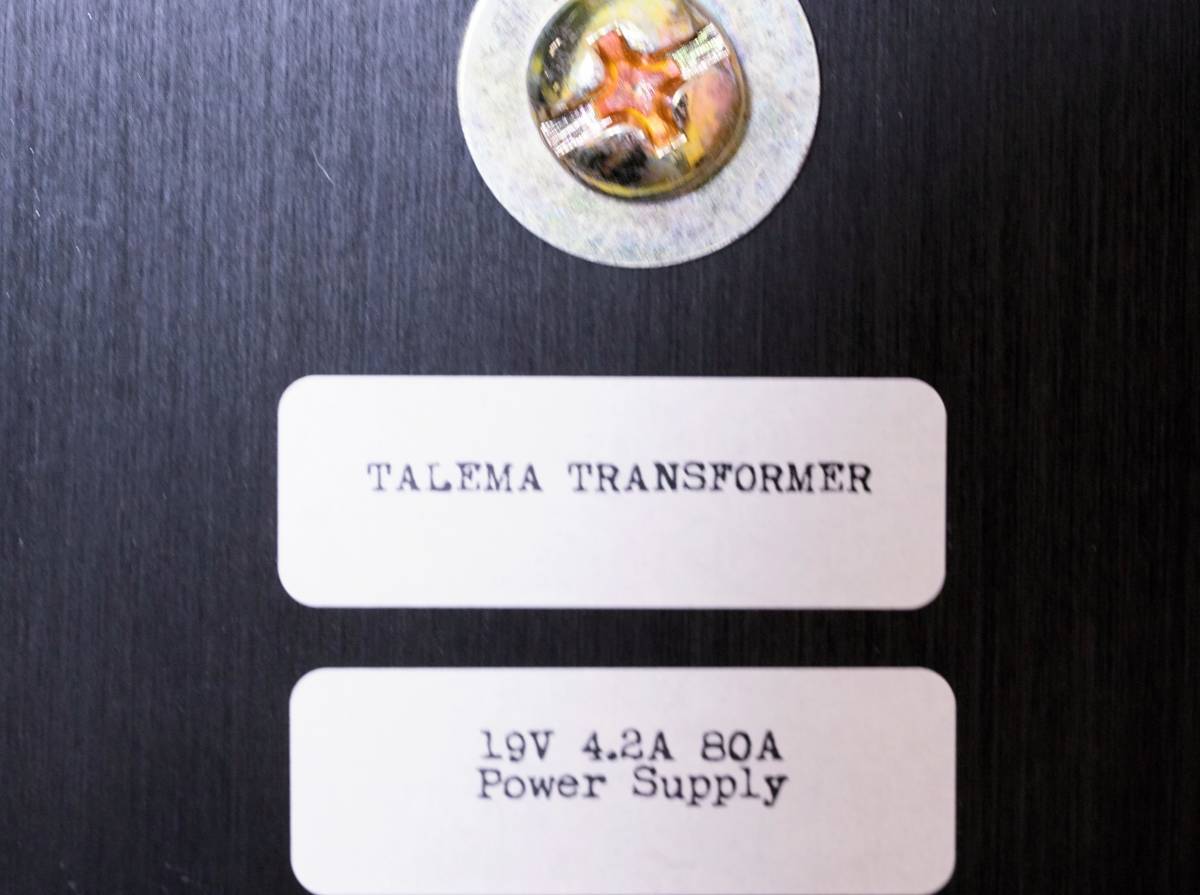 TALEMA TRANSFORMER
19V 4.2A 80A
Power Supply